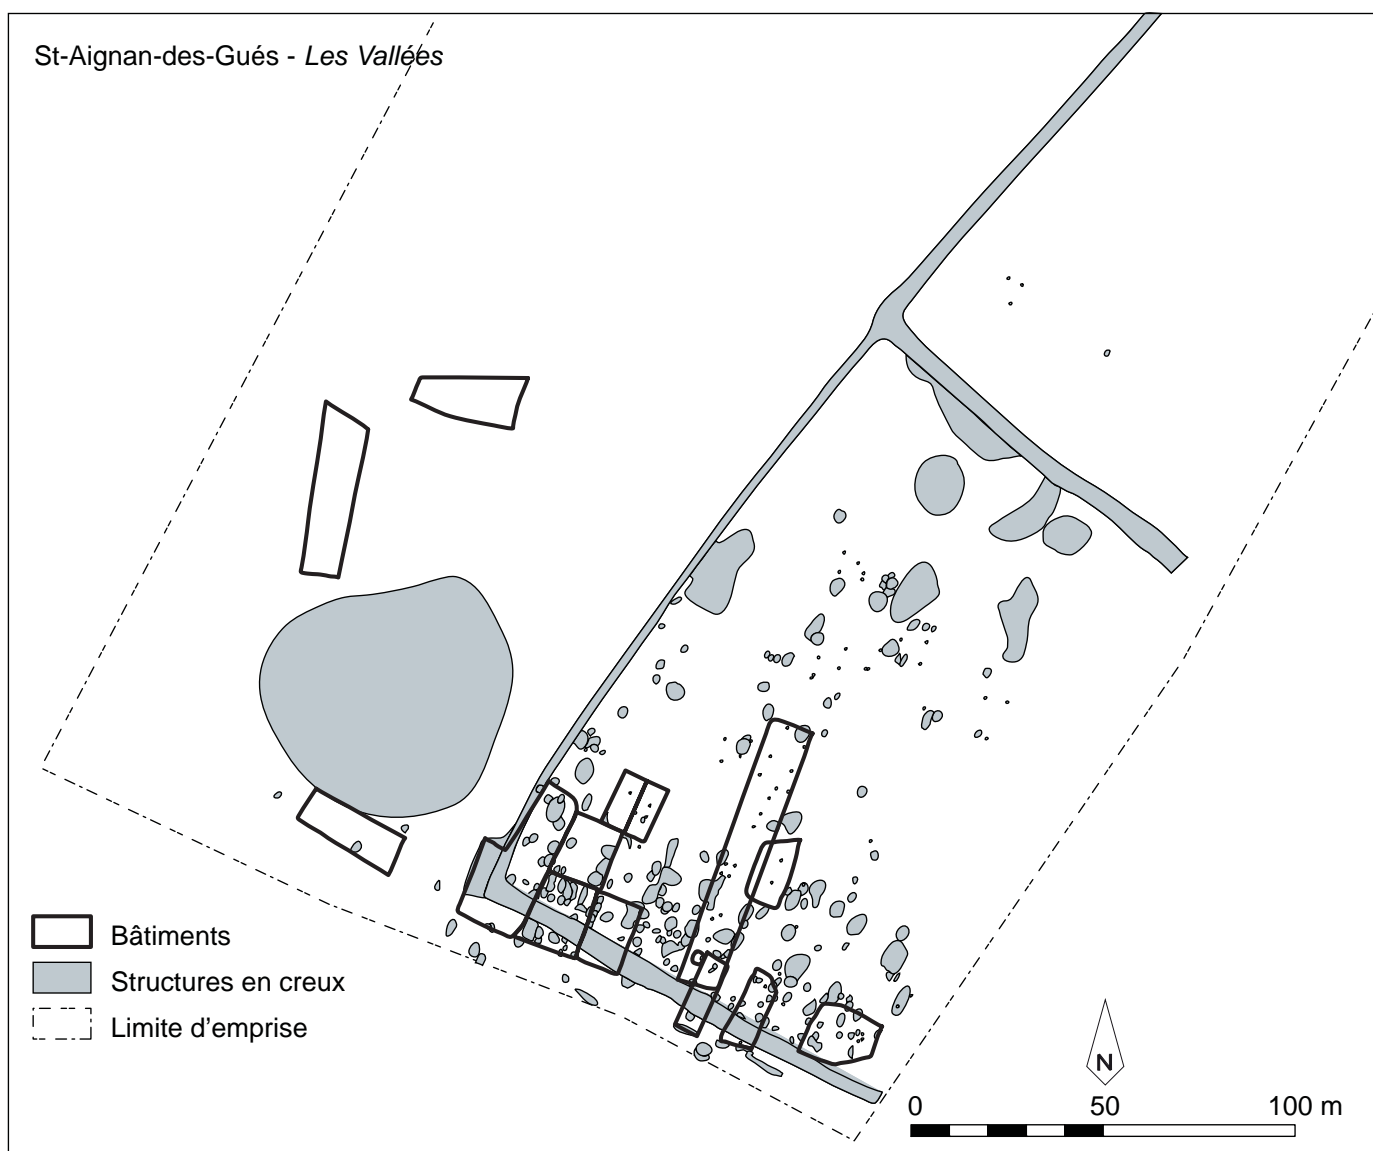 St-Aignan-des-Gués - Les Vallées
Bâtiments
Structures en creux
Limite d'emprise
N
0 50 100 m